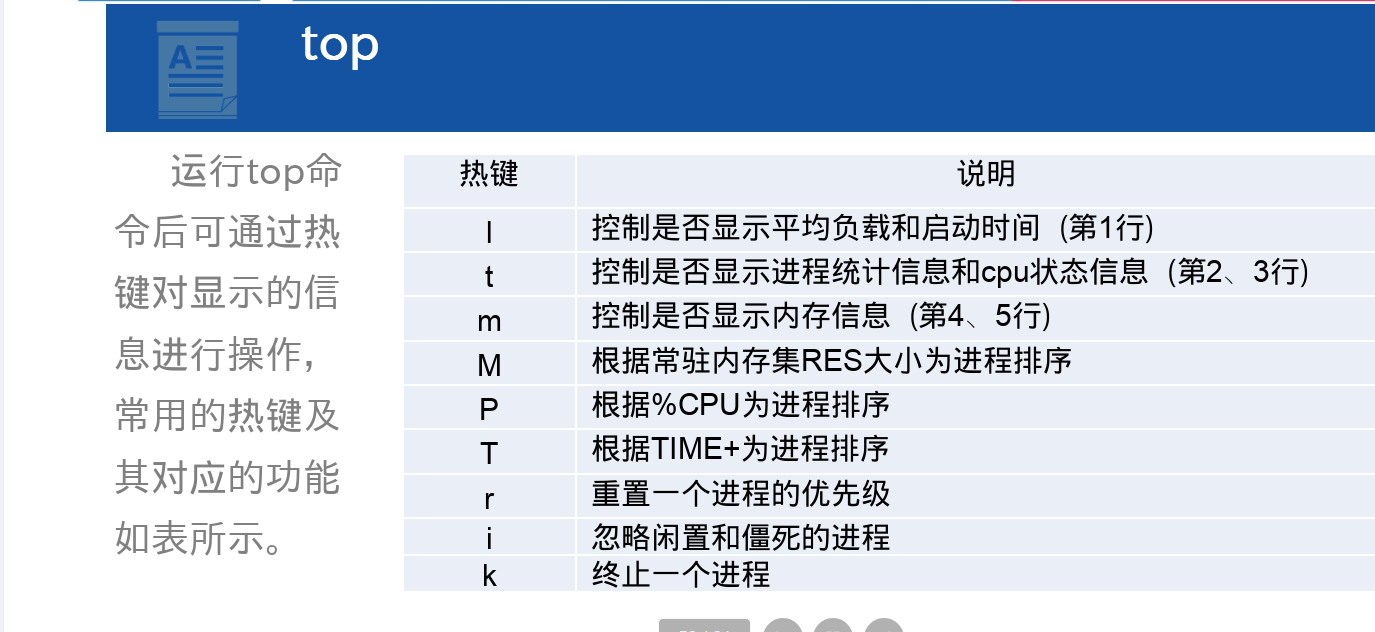 top
运行top命
令后可通过热
键对显示的信
息进行操作，
常用的热键及
其对应的功能
如表所示。
热键 说明
l 控制是否显示平均负载和启动时间（第1行)
t 控制是否显示进程统计信息和cpu状态信息（第2、3行)
m 控制是否显示内存信息（第4、5行)
M 根据常驻内存集RES大小为进程排序
P 根据%CPU为进程排序
T 根据TIME+为进程排序
r 重置一个进程的优先级
i 忽略闲置和僵死的进程
k 终止一个进程